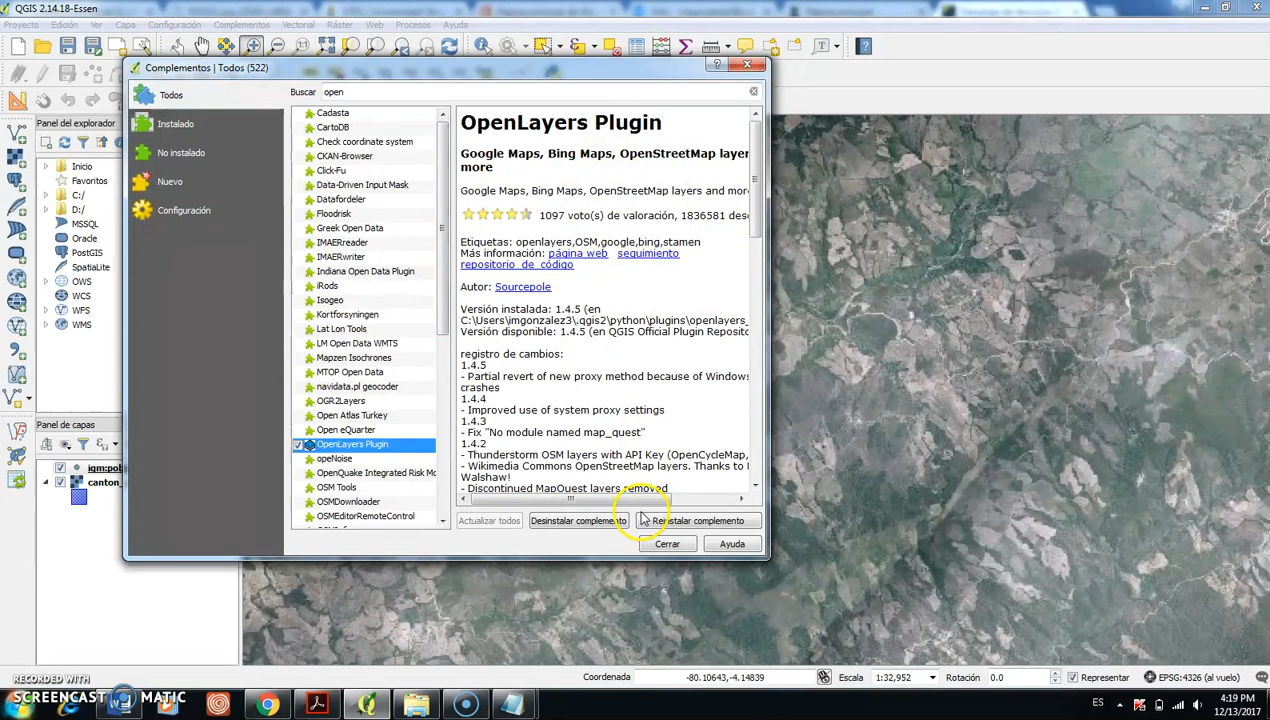 QGIS 2.14.18-Essen
Proyecto Edición Ver Capa Configuración Complementos Vectorial Ráster Web Procesos Ayuda
Complementos | Todos (522)
Todos
Buscar open
Instalado
No instalado
Nuevo
Configuración
Cadasta
CartoDB
Check coordinate system
CKAN-Browser
Click-Fu
Data-Driven Input Mask
Datafordeler
Floodrisk
Greek Open Data
IMAERreader
IMAERwriter
Indiana Open Data Plugin
iRods
Isogeo
Kortforsyningen
Lat Lon Tools
LM Open Data WMTS
Mapzen Isochrones
MTOP Open Data
navidata.pl geocoder
OGR2Layers
Open Atlas Turkey
Open eQuarter
OpenLayers Plugin
opeNoise
OpenQuake Integrated Risk Mo
OSM Tools
OSMDownloader
OSMEditorRemoteControl
OpenLayers Plugin
Google Maps, Bing Maps, OpenStreetMap layer
more
Google Maps, Bing Maps, OpenStreetMap layers and more
1097 voto(s) de valoración, 1836581 des
Etiquetas: openlayers,OSM,google,bing,stamen
Más información: página web seguimiento
repositorio de código
Autor: Sourcepole
Versión instalada: 1.4.5 (en
C:\Users\imgonzalez3\.qgis2\python\plugins\openlayers_
Versión disponible: 1.4.5 (en QGIS Official Plugin Reposito
registro de cambios:
1.4.5
- Partial revert of new proxy method because of Windows
crashes
1.4.4
- Improved use of system proxy settings
1.4.3
- Fix "No module named map_quest"
1.4.2
- Thunderstorm OSM layers with API Key (OpenCycleMap,
- Wikimedia Commons OpenStreetMap layers. Thanks to
Walshaw!
- Discontinued MapQuest layers removed
Actualizar todos Desinstalar complemento Reinstalar complemento
Cerrar Ayuda
Panel del explorador
Inicio
Favoritos
C:/
D:/
MSSQL
Oracle
PostGIS
SpatiaLite
OWS
WCS
WFS
WMS
Panel de capas
igm:pob
canton_
Coordenada -80.10643,-4.14839 Escala 1:32,952 Rotación 0.0 Representar EPSG:4326 (al vuelo)
RECORDED WITH
SCREENCAST MATIC
ES 4:19 PM
12/13/2017